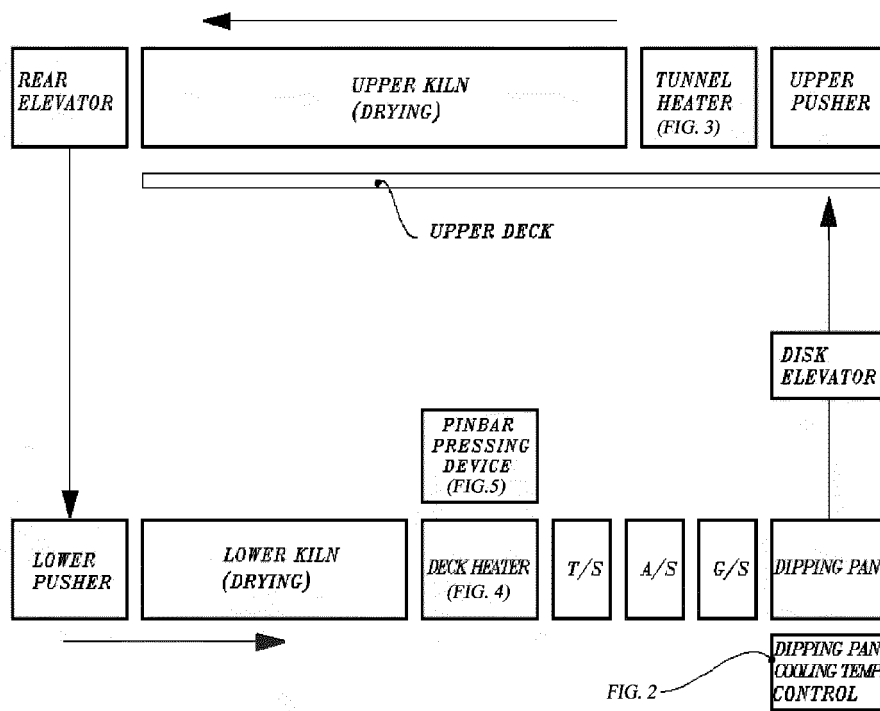 REAR
ELEVATOR
UPPER KILN
(DRYING)
TUNNEL
HEATER
(FIG. 3)
UPPER
PUSHER
UPPER DECK
DISK
ELEVATOR
PINBAR
PRESSING
DEVICE
(FIG.5)
LOWER
PUSHER
LOWER KILN
(DRYING)
DECK HEATER
(FIG. 4)
T/S
A/S
G/S
DIPPING PAN
DIPPING PAN
COOLING TEMP
CONTROL
FIG. 2